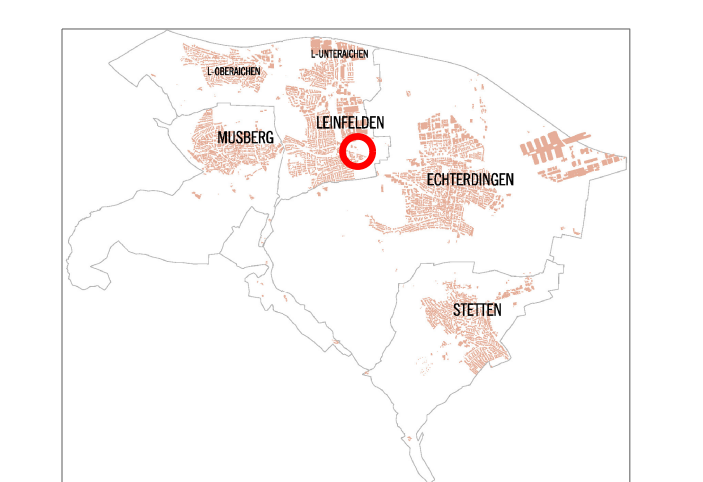 L-UNTERAICHEN
L-OBERAICHEN
LEINFELDEN
MUSBERG
ECHTERDINGEN
STETTEN